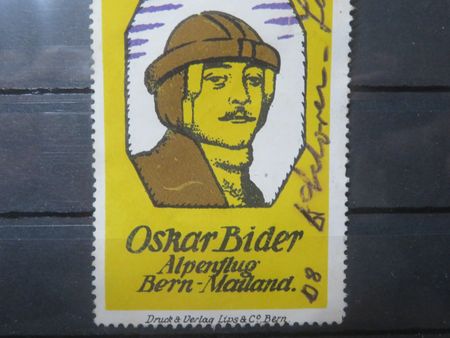 Oskar Bider
Alpenflug
Bern-Mailand.
Druck & Verlag Lips & Co. Bern